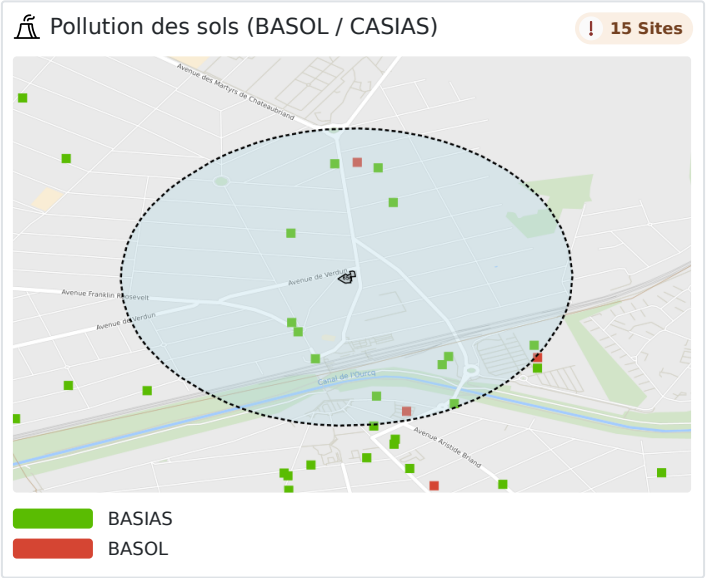 Pollution des sols (BASOL / CASIAS)
! 15 Sites
Avenue des Martyrs de Chateaubriand
Avenue de Verdun
Avenue Franklin Roosevelt
Avenue de Verdun
Canal de l'Ourcq
Avenue Aristide Briand
BASIAS
BASOL